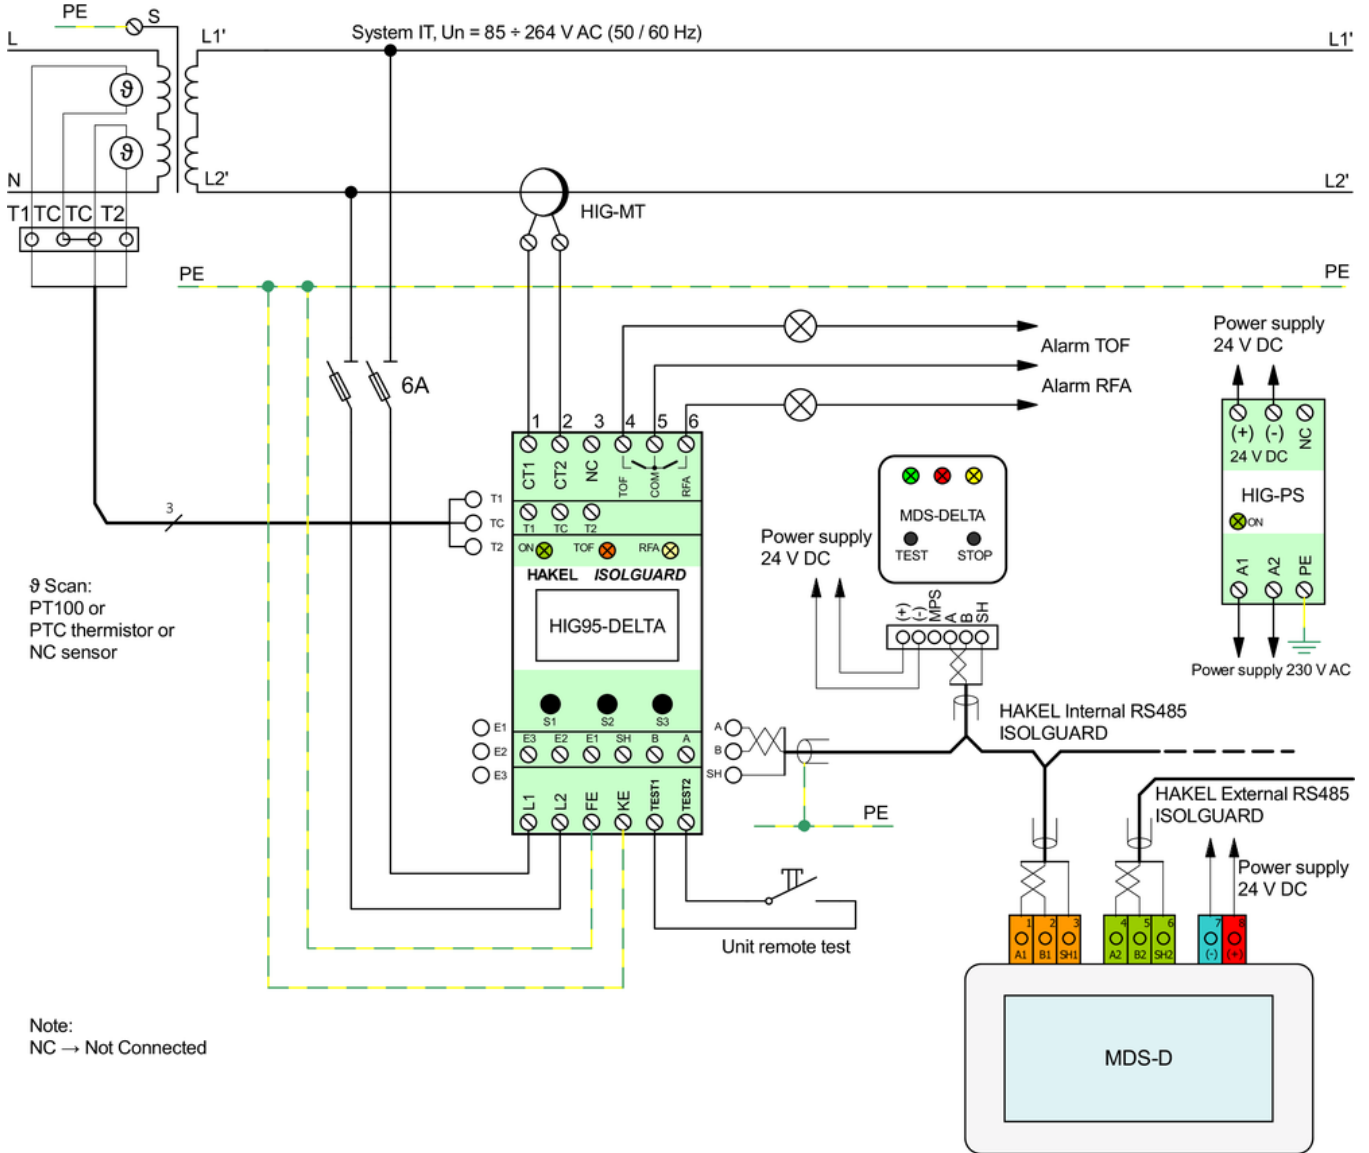 PE
S
L
L1'
System IT, Un = 85 ÷ 264 V AC (50 / 60 Hz)
L1'
ϑ
ϑ
N
L2'
L2'
T1 TC TC T2
HIG-MT
PE
PE
Alarm TOF
Alarm RFA
6A
Power supply
24 V DC
1 2 3 4 5 6
CT1 CT2 NC TOF COM RFA
(+) (-) NC
24 V DC
HIG-PS
ON
A1 A2 PE
Power supply 230 V AC
3
T1
TC
T2
T1 TC T2
ON TOF RFA
HAKEL ISOLGUARD
HIG95-DELTA
S1 S2 S3
MDS-DELTA
TEST STOP
Power supply
24 V DC
(+) (-) MPS A B SH
ϑ Scan:
PT100 or
PTC thermistor or
NC sensor
E1
E2
E3
E3 E2 E1 SH B A
A
B
SH
L1 L2 FE KE TEST1 TEST2
HAKEL Internal RS485
ISOLGUARD
PE
HAKEL External RS485
ISOLGUARD
Power supply
24 V DC
Unit remote test
1 2 3 4 5 6 7 8
A1 B1 SH1 A2 B2 SH2 (-) (+)
MDS-D
Note:
NC → Not Connected